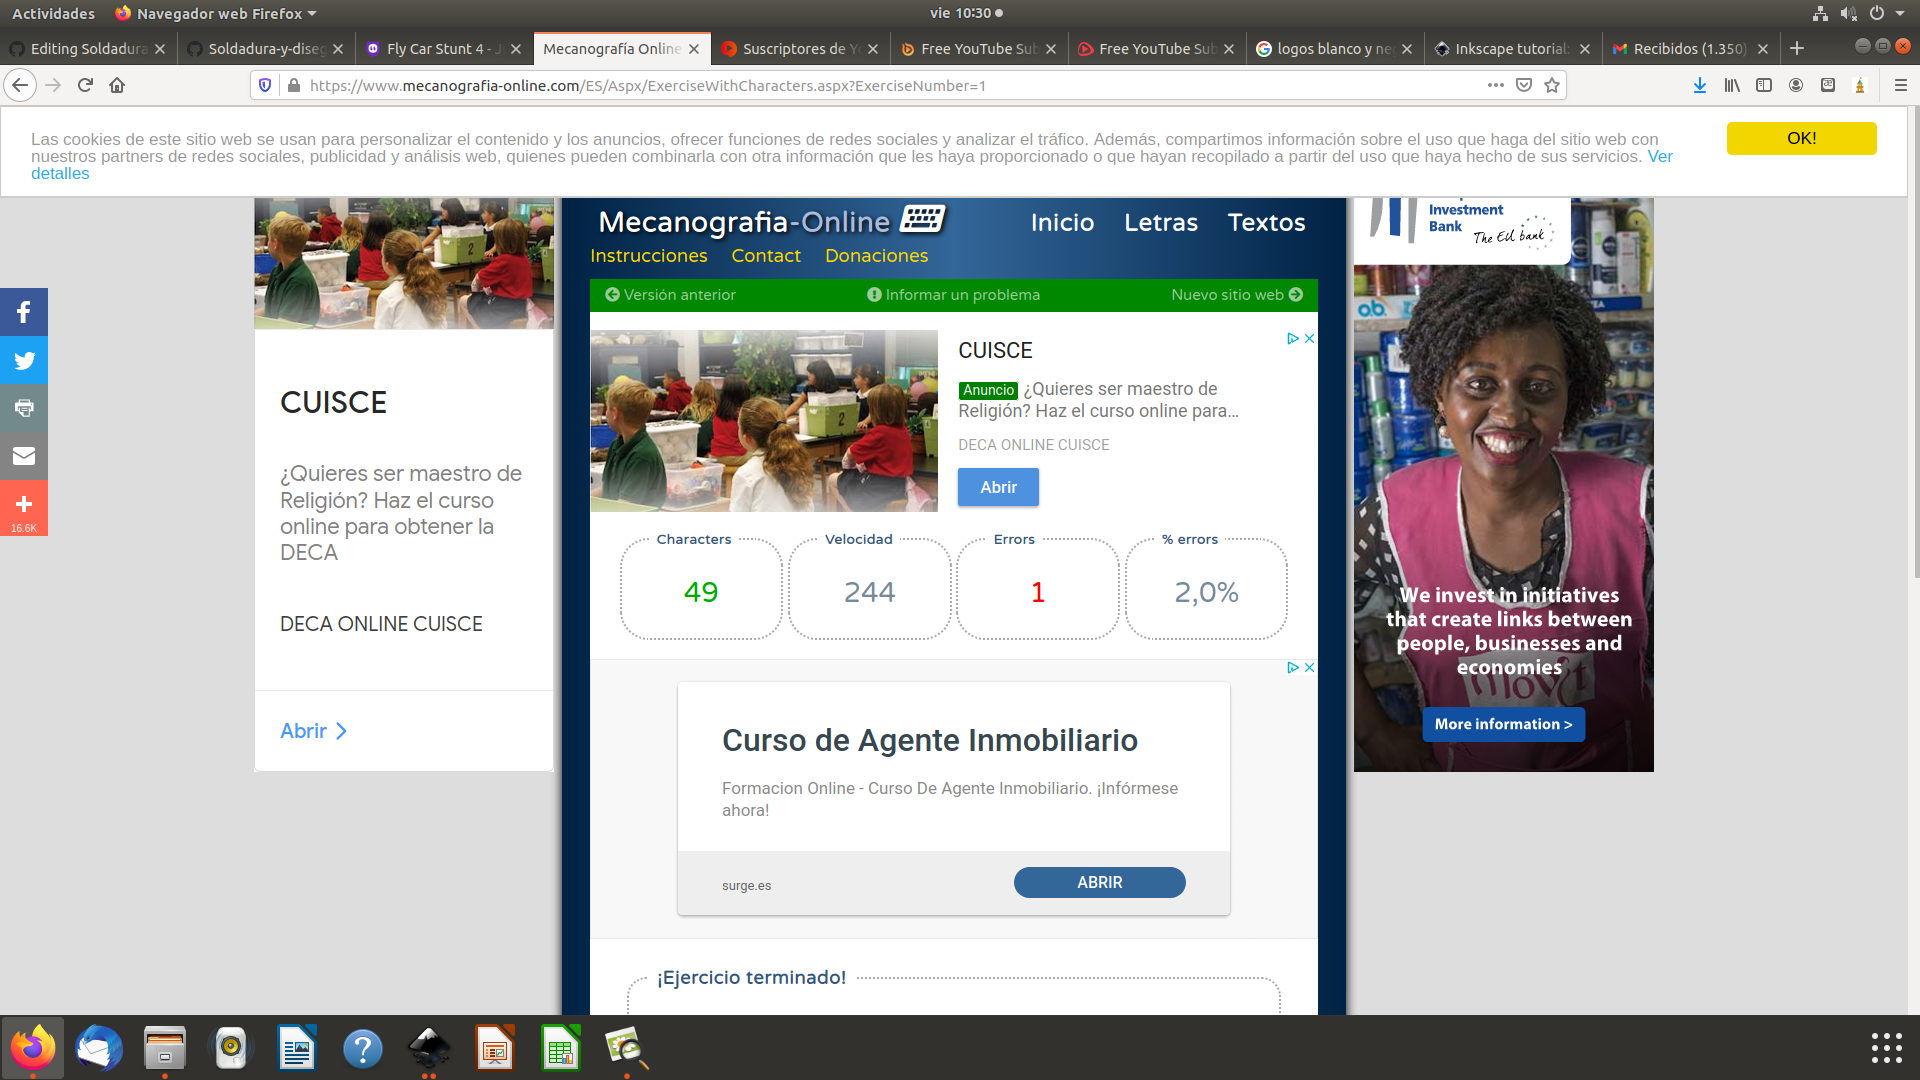 Actividades
Navegador web Firefox
vie 10:30
Editing Soldadura
Soldadura-y-dise
Fly Car Stunt 4 - J
Mecanografía Online
Suscriptores de Y
Free YouTube Sub
Free YouTube Sub
logos blanco y ne
Inkscape tutorial:
Recibidos (1.350)
https://www.mecanografia-online.com/ES/Aspx/ExerciseWithCharacters.aspx?ExerciseNumber=1
Las cookies de este sitio web se usan para personalizar el contenido y los anuncios, ofrecer funciones de redes sociales y analizar el tráfico. Además, compartimos información sobre el uso que haga del sitio web con
nuestros partners de redes sociales, publicidad y análisis web, quienes pueden combinarla con otra información que les haya proporcionado o que hayan recopilado a partir del uso que haya hecho de sus servicios. Ver
detalles
OK!
Mecanografia-Online
Inicio
Letras
Textos
Instrucciones
Contact
Donaciones
Versión anterior
Informar un problema
Nuevo sitio web
CUISCE
Anuncio ¿Quieres ser maestro de
Religión? Haz el curso online para...
DECA ONLINE CUISCE
Abrir
Characters
49
Velocidad
244
Errors
1
% errors
2,0%
Curso de Agente Inmobiliario
Formacion Online - Curso De Agente Inmobiliario. ¡Infórmese
ahora!
surge.es
ABRIR
¡Ejercicio terminado!
16.6K
CUISCE
¿Quieres ser maestro de
Religión? Haz el curso
online para obtener la
DECA
DECA ONLINE CUISCE
Abrir
Investment
Bank
The EU bank
We invest in initiatives
that create links between
people, businesses and
economies
movit
More information >